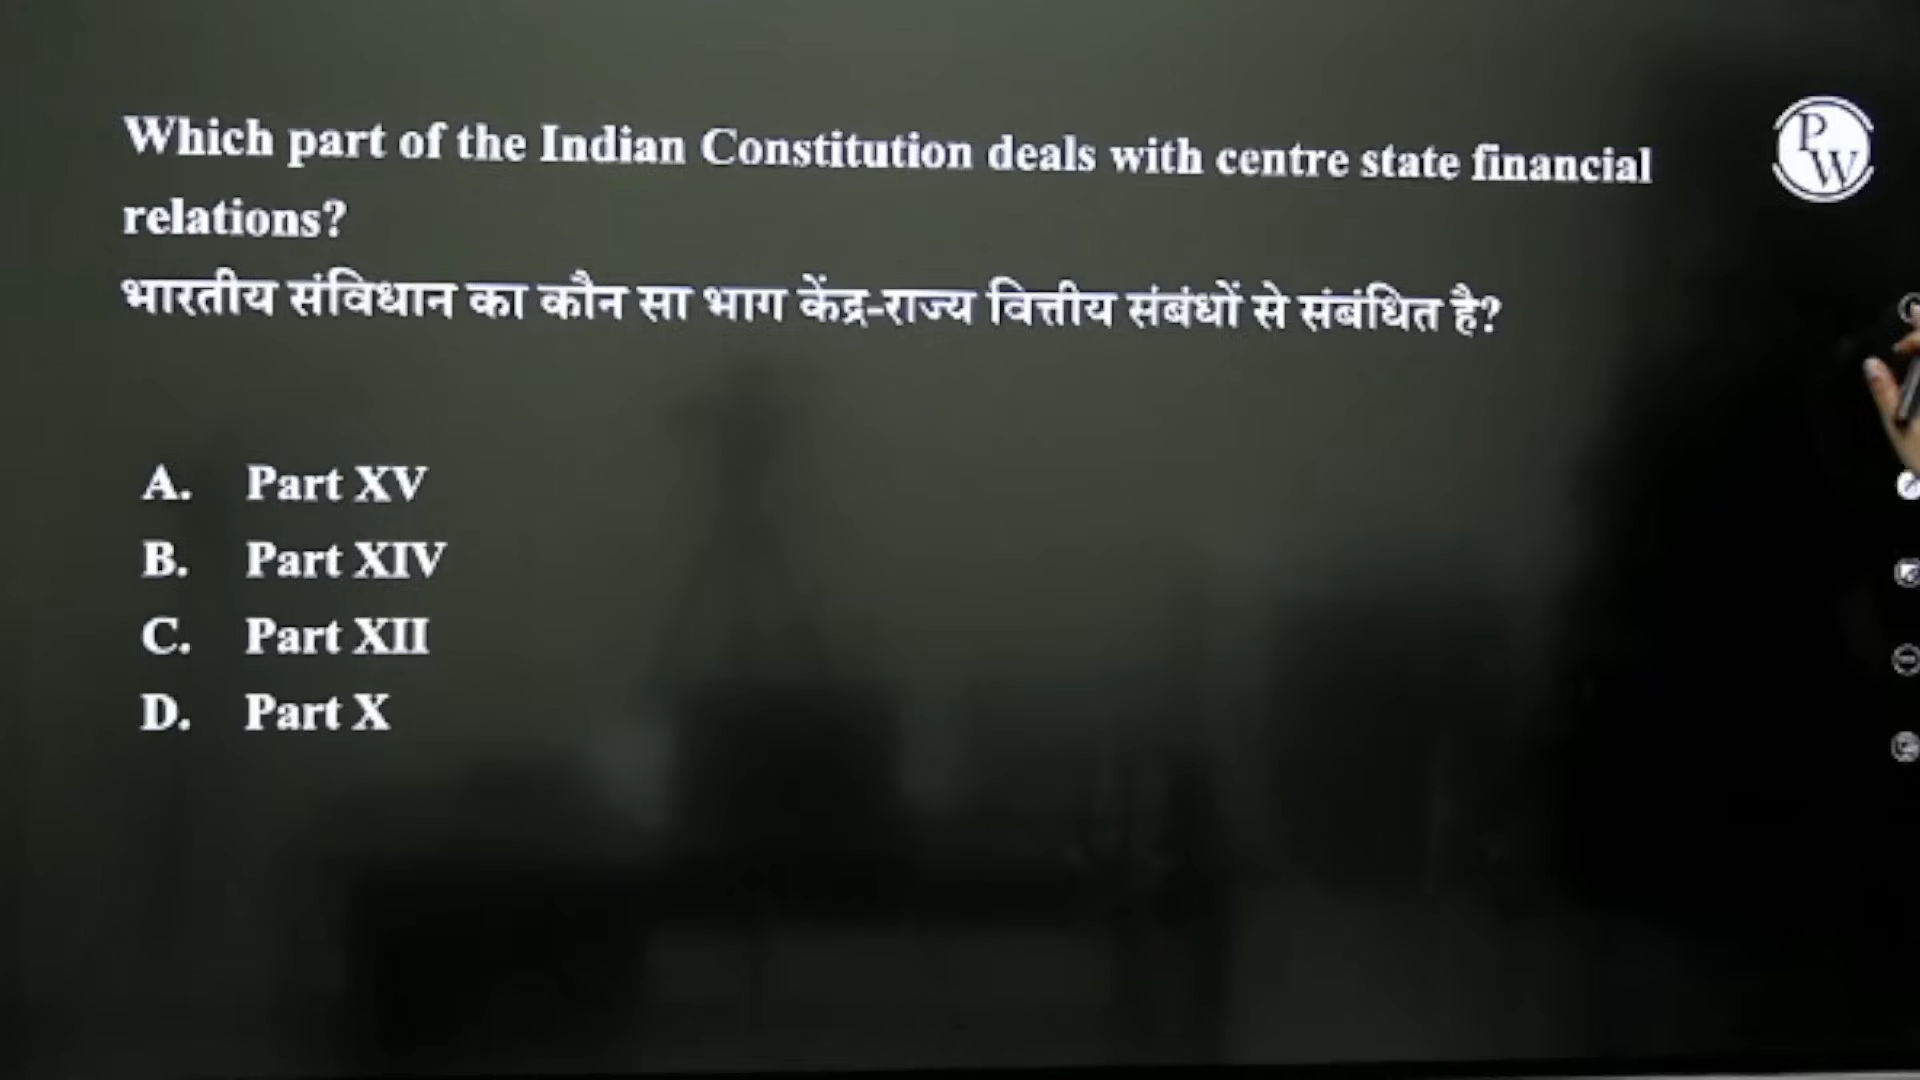 Which part of the Indian Constitution deals with centre state financial
relations?
भारतीय संविधान का कौन सा भाग केंद्र-राज्य वित्तीय संबंधों से संबंधित है?
A. Part XV
B. Part XIV
C. Part XII
D. Part X
PW